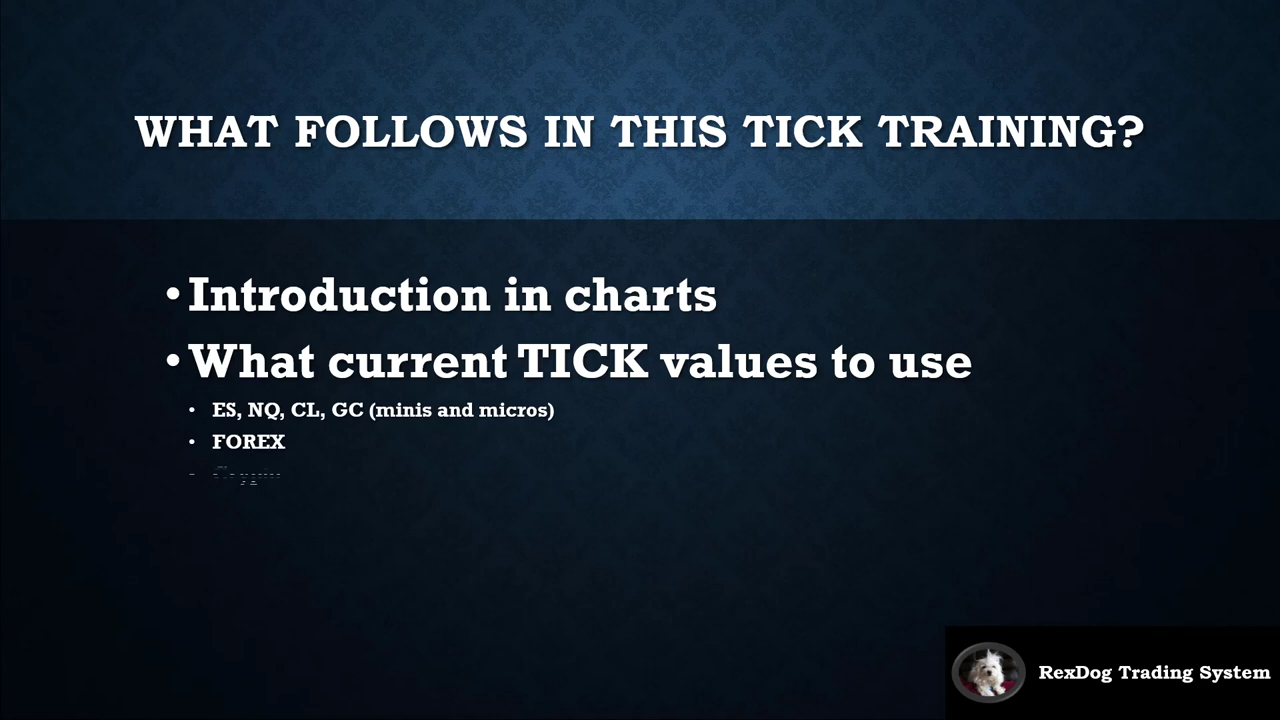 WHAT FOLLOWS IN THIS TICK TRAINING?
• Introduction in charts
• What current TICK values to use
• ES, NQ, CL, GC (minis and micros)
• FOREX
RexDog Trading System